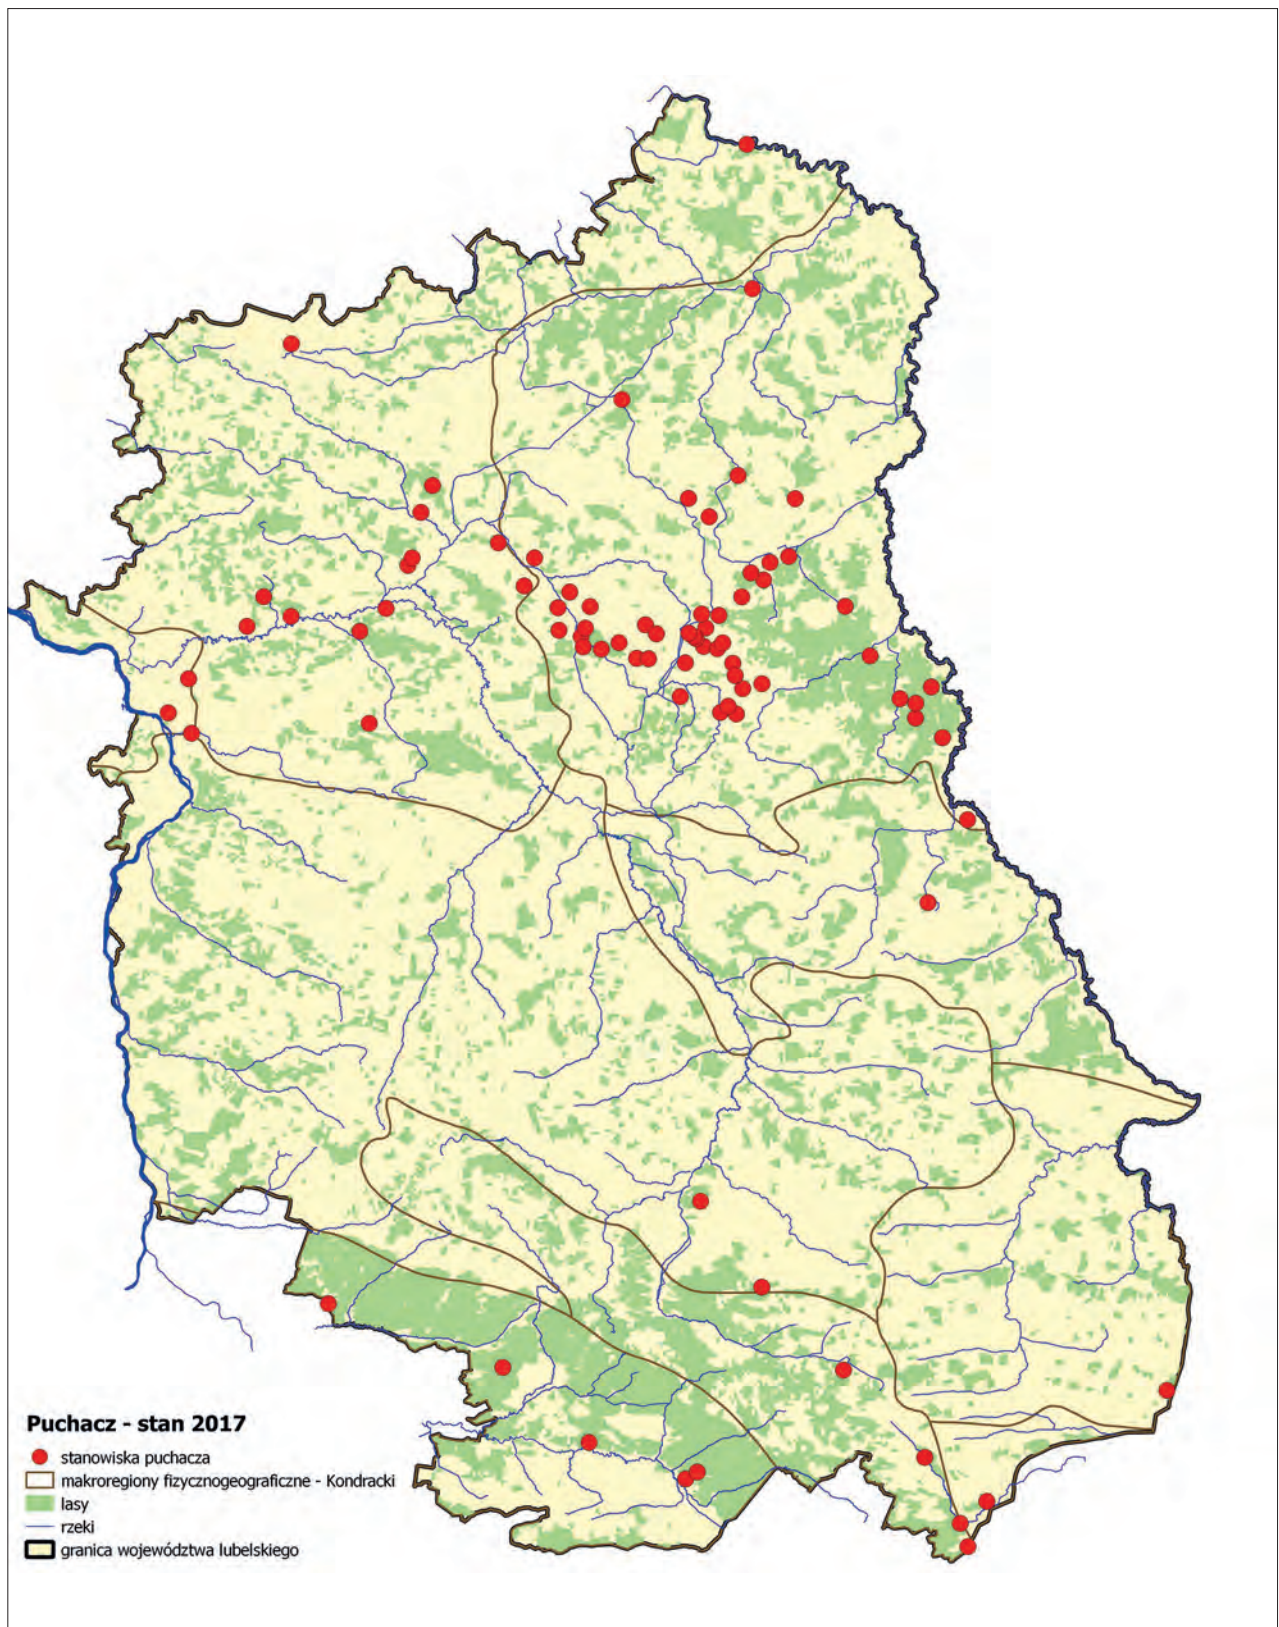 Puchacz - stan 2017
stanowiska puchacza
makroregiony fizycznogeograficzne - Kondracki
lasy
rzeki
granica województwa lubelskiego